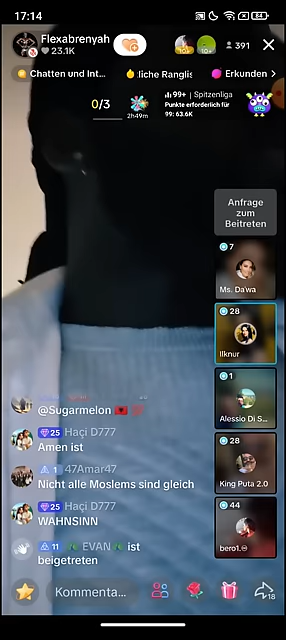 17:14
84
Flexabrenyah
23.1K
391
Chatten und Int...
liche Ranglis
Erkunden
0/3
2h49m
99+ | Spitzenliga
Punkte erforderlich für
99: 63.6K
Anfrage
zum
Beitreten
7
Ms. Da'wa
28
Ilknur
1
Alessio Di S...
28
King Puta 2.0
44
bero1.
@Sugarmelon
25 Haçi D777
Amen ist
1 47Amar47
Nicht alle Moslems sind gleich
25 Haçi D777
WAHNSINN
11 EVAN ist
beigetreten
Kommenta...
18